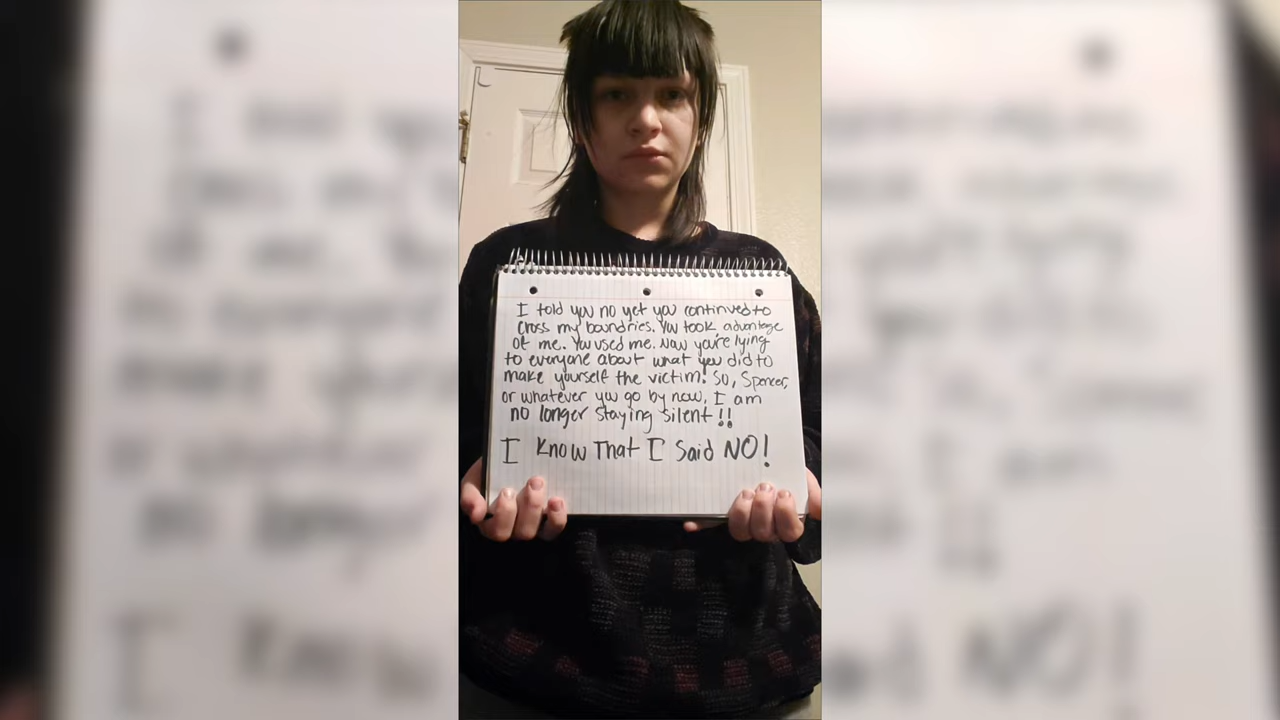 I told you no yet you continved to
cross my boundries. You took advantage
of me. You used me. Now you're lying
to everyone about what you did to
make yourself the victim! So, Spencer,
or whatever you go by now, I am
no longer staying silent!!
I know That I Said NO!